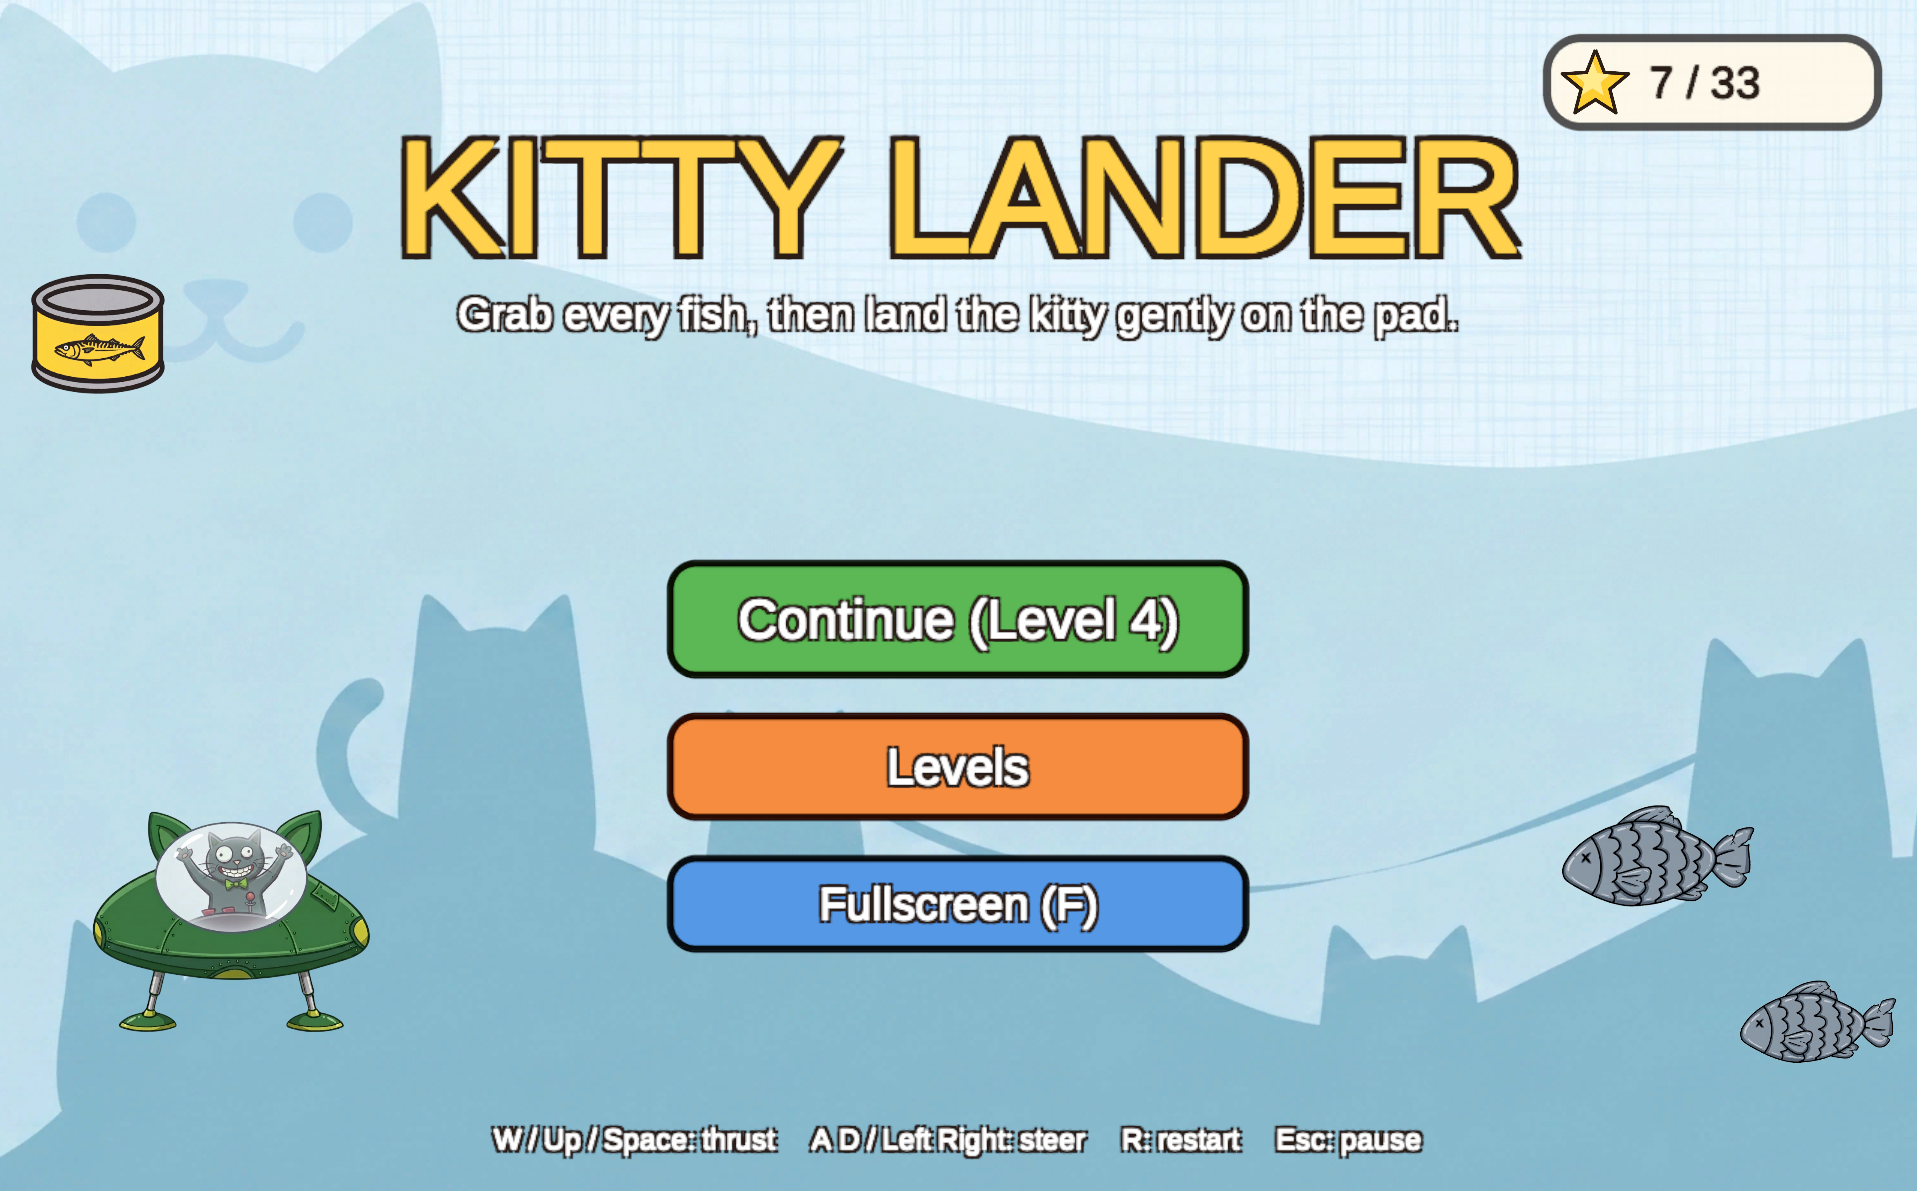 7 / 33
KITTY LANDER
Grab every fish, then land the kitty gently on the pad.
Continue (Level 4)
Levels
Fullscreen (F)
W / Up / Space: thrust A D / Left Right: steer R: restart Esc: pause